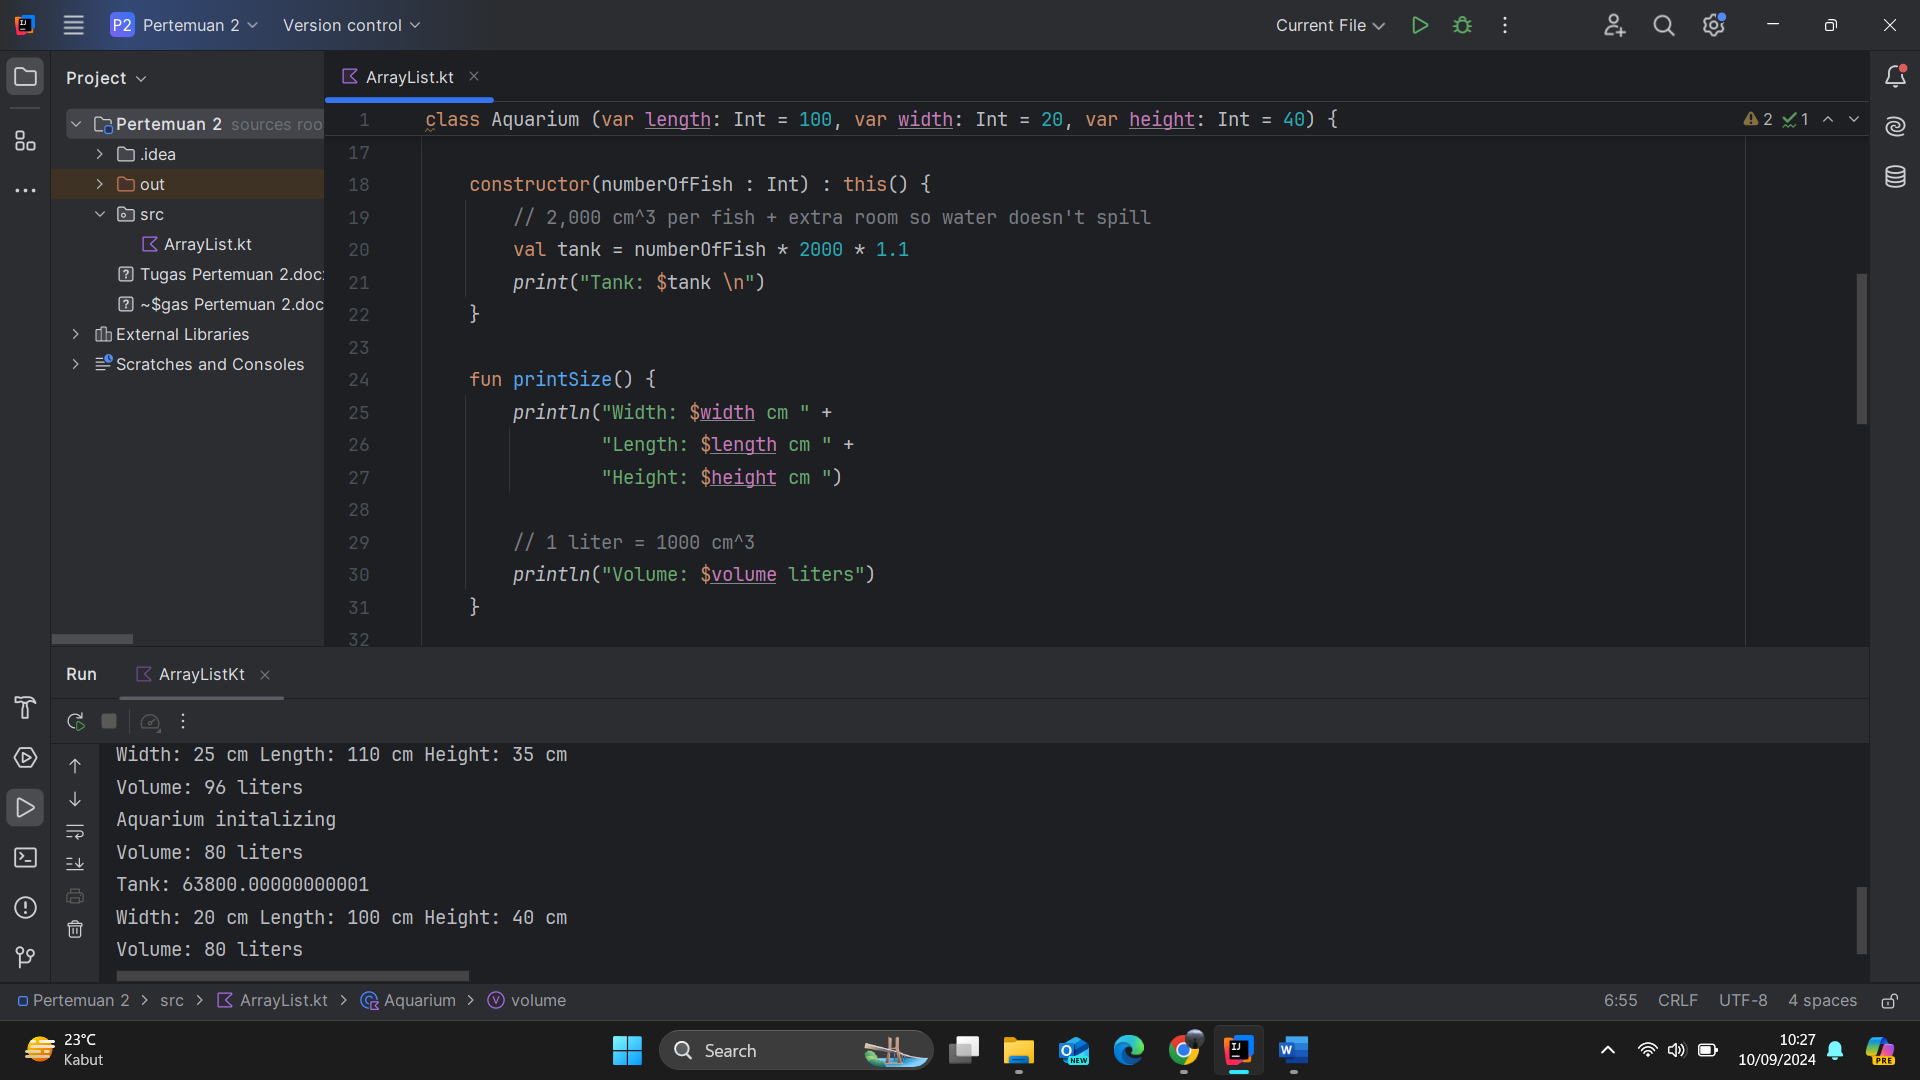 P2 Pertemuan 2 Version control Current File
Project
ArrayList.kt
Pertemuan 2 sources roo
.idea
out
src
ArrayList.kt
Tugas Pertemuan 2.doc
~$gas Pertemuan 2.doc
External Libraries
Scratches and Consoles
1 class Aquarium (var length: Int = 100, var width: Int = 20, var height: Int = 40) {
2 1
17
18 constructor(numberOfFish : Int) : this() {
19 // 2,000 cm^3 per fish + extra room so water doesn't spill
20 val tank = numberOfFish * 2000 * 1.1
21 print("Tank: $tank \n")
22 }
23
24 fun printSize() {
25 println("Width: $width cm " +
26 "Length: $length cm " +
27 "Height: $height cm ")
28
29 // 1 liter = 1000 cm^3
30 println("Volume: $volume liters")
31 }
32
Run ArrayListKt
Width: 25 cm Length: 110 cm Height: 35 cm
Volume: 96 liters
Aquarium initalizing
Volume: 80 liters
Tank: 63800.00000000001
Width: 20 cm Length: 100 cm Height: 40 cm
Volume: 80 liters
Pertemuan 2 > src > ArrayList.kt > Aquarium > volume
6:55 CRLF UTF-8 4 spaces
23°C
Kabut
Search
NEW
10:27
10/09/2024
PRE